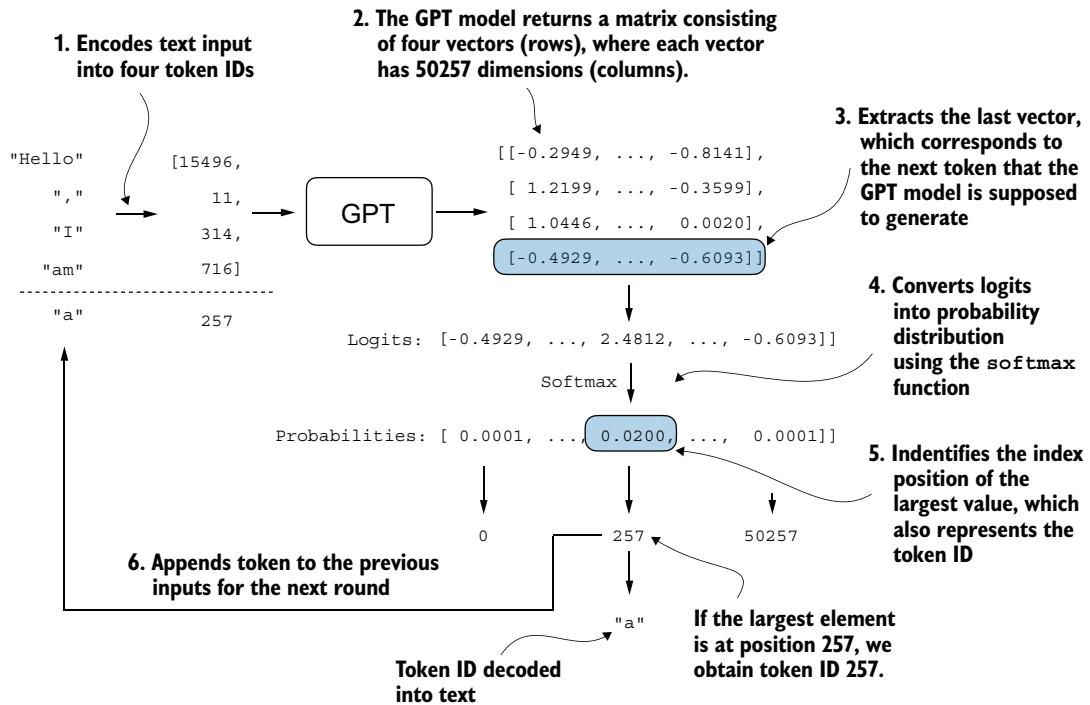 2. The GPT model returns a matrix consisting
of four vectors (rows), where each vector
has 50257 dimensions (columns).
1. Encodes text input
into four token IDs
3. Extracts the last vector,
which corresponds to
the next token that the
GPT model is supposed
to generate
"Hello" [15496,
"," 11,
"I" 314,
"am" 716]
"a" 257
GPT
[[-0.2949, ..., -0.8141],
[ 1.2199, ..., -0.3599],
[ 1.0446, ..., 0.0020],
[-0.4929, ..., -0.6093]]
4. Converts logits
into probability
distribution
using the softmax
function
Logits: [-0.4929, ..., 2.4812, ..., -0.6093]]
Softmax
Probabilities: [ 0.0001, ..., 0.0200, ..., 0.0001]]
5. Indentifies the index
position of the
largest value, which
also represents the
token ID
0 257 50257
6. Appends token to the previous
inputs for the next round
"a"
If the largest element
is at position 257, we
obtain token ID 257.
Token ID decoded
into text